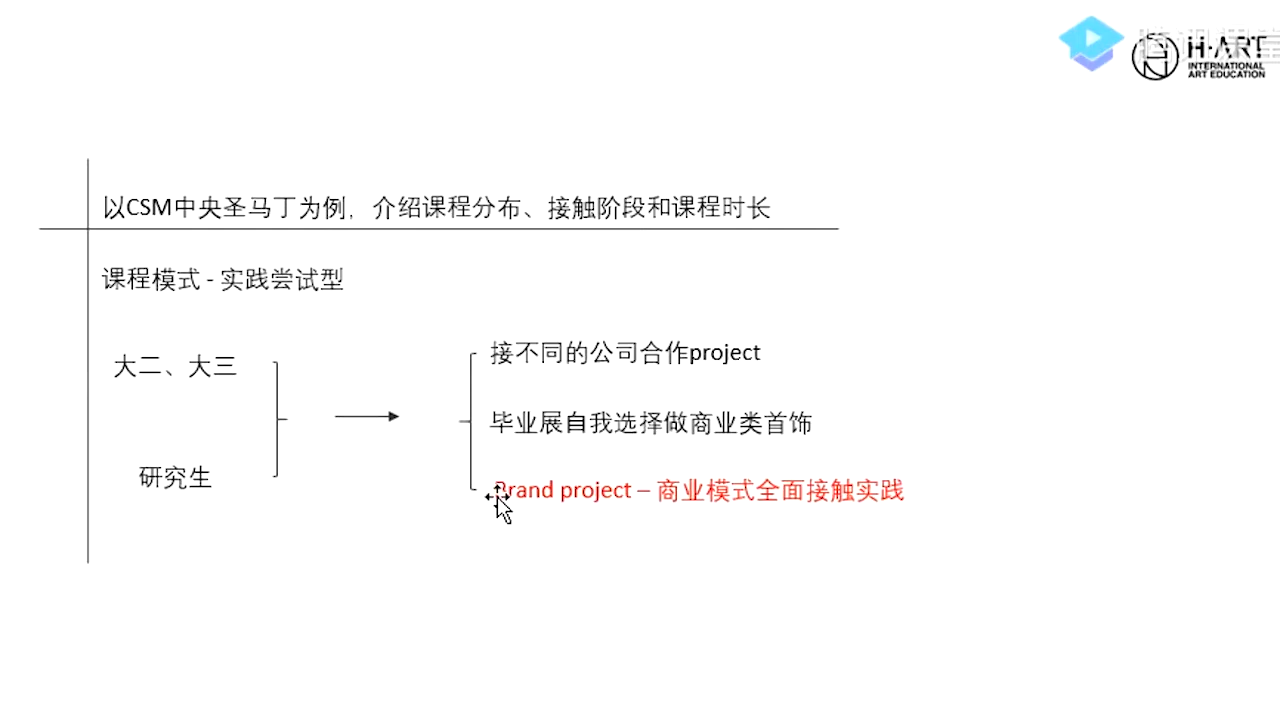 H·ART
INTERNATIONAL
ART EDUCATION
以CSM中央圣马丁为例，介绍课程分布、接触阶段和课程时长
课程模式 - 实践尝试型
大二、大三
研究生
接不同的公司合作project
毕业展自我选择做商业类首饰
Brand project – 商业模式全面接触实践